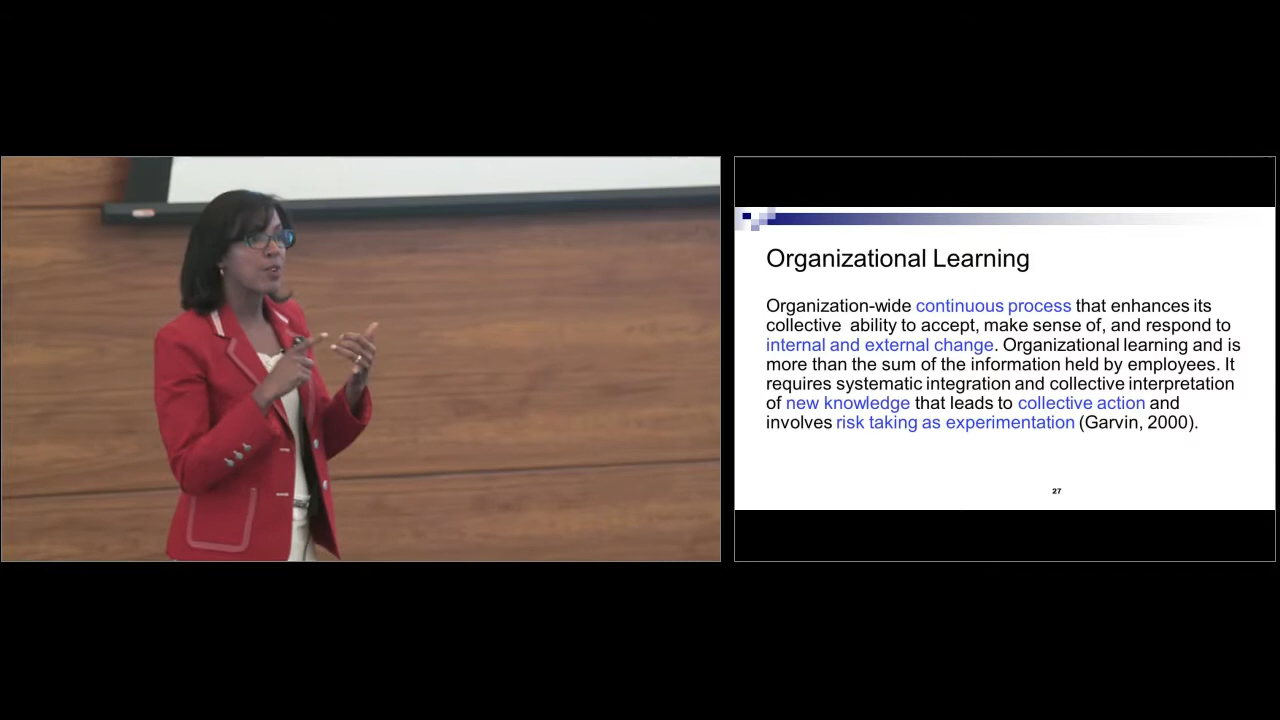 Organizational Learning
Organization-wide continuous process that enhances its
collective ability to accept, make sense of, and respond to
internal and external change. Organizational learning and is
more than the sum of the information held by employees. It
requires systematic integration and collective interpretation
of new knowledge that leads to collective action and
involves risk taking as experimentation (Garvin, 2000).
27